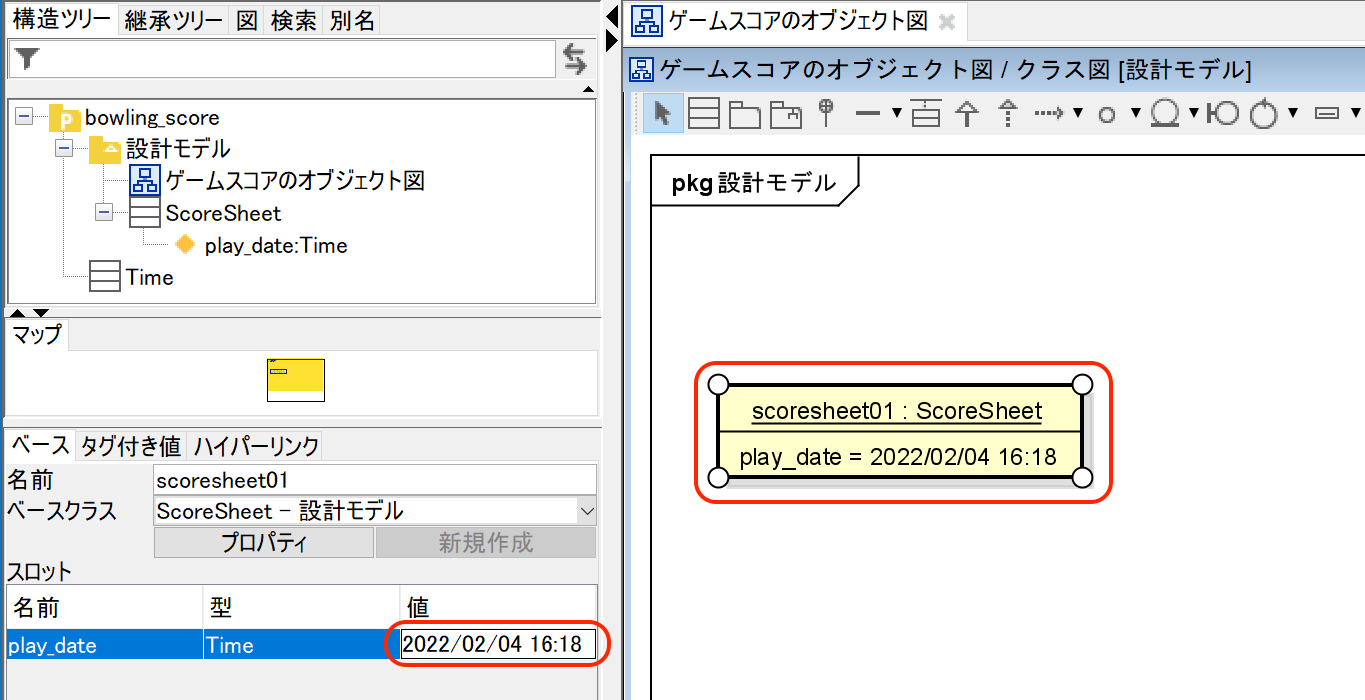 構造ツリー 継承ツリー 図 検索 別名
bowling_score
設計モデル
ゲームスコアのオブジェクト図
ScoreSheet
play_date:Time
Time
マップ
ベース タグ付き値 ハイパーリンク
名前 scoresheet01
ベースクラス ScoreSheet - 設計モデル
プロパティ 新規作成
スロット
名前 型 値
play_date Time 2022/02/04 16:18
ゲームスコアのオブジェクト図
ゲームスコアのオブジェクト図 / クラス図 [設計モデル]
pkg 設計モデル
scoresheet01 : ScoreSheet
play_date = 2022/02/04 16:18